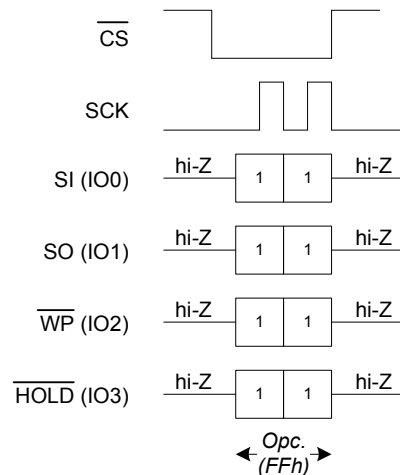 CS
SCK
hi-Z 1 1 hi-Z
SI (IO0)
hi-Z 1 1 hi-Z
SO (IO1)
hi-Z 1 1 hi-Z
WP (IO2)
hi-Z 1 1 hi-Z
HOLD (IO3)
Opc.
(FFh)